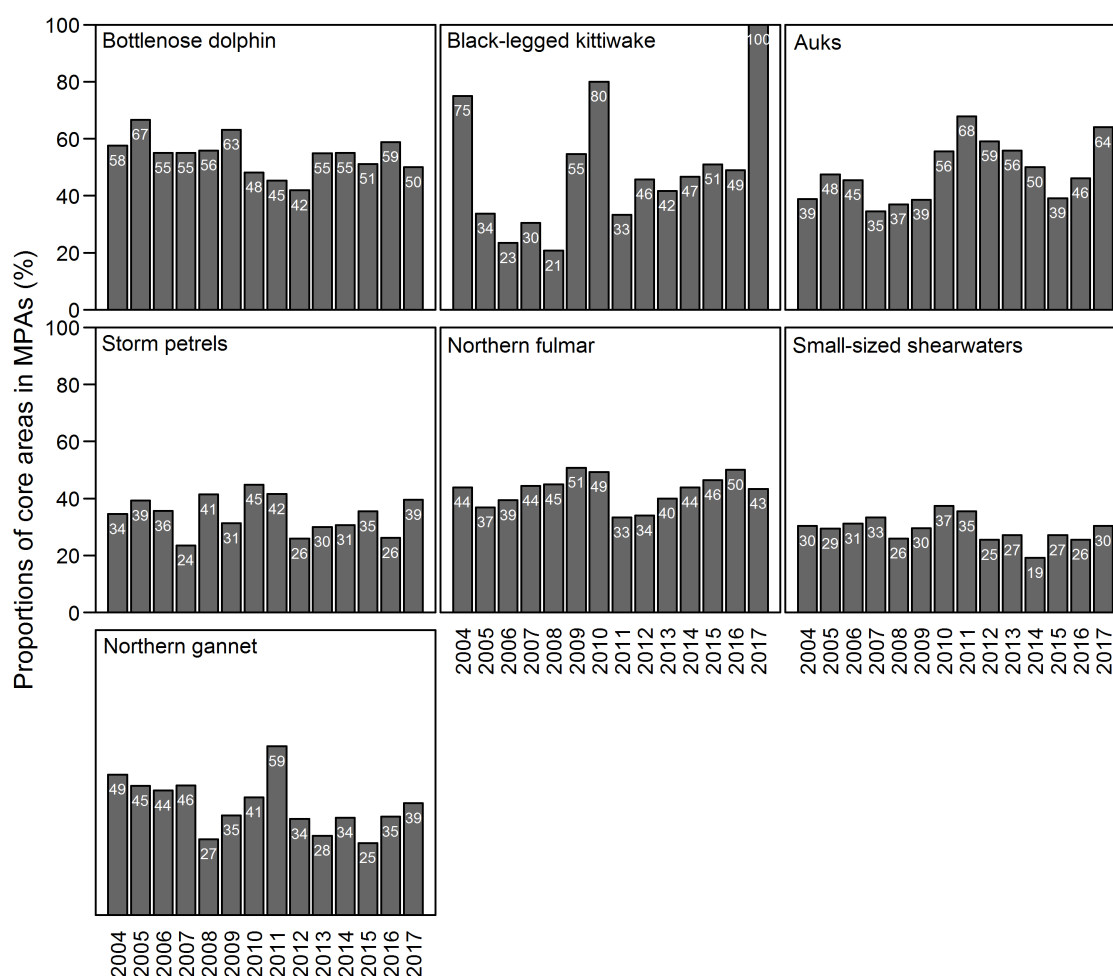 Proportions of core areas in MPAs (%)
Bottlenose dolphin
100
80
60
40
20
0
58 67 55 55 56 63 48 45 42 55 55 51 59 50
Black-legged kittiwake
75 34 23 30 21 55 80 33 46 42 47 51 49 100
Auks
39 48 45 35 37 39 56 68 59 56 50 39 46 64
Storm petrels
100
80
60
40
20
0
34 39 36 24 41 31 45 42 26 30 31 35 26 39
Northern fulmar
44 37 39 44 45 51 49 33 34 40 44 46 50 43
2004 2005 2006 2007 2008 2009 2010 2011 2012 2013 2014 2015 2016 2017
Small-sized shearwaters
30 29 31 33 26 30 37 35 25 27 19 27 26 30
2004 2005 2006 2007 2008 2009 2010 2011 2012 2013 2014 2015 2016 2017
Northern gannet
49 45 44 46 27 35 41 59 34 28 34 25 35 39
2004 2005 2006 2007 2008 2009 2010 2011 2012 2013 2014 2015 2016 2017